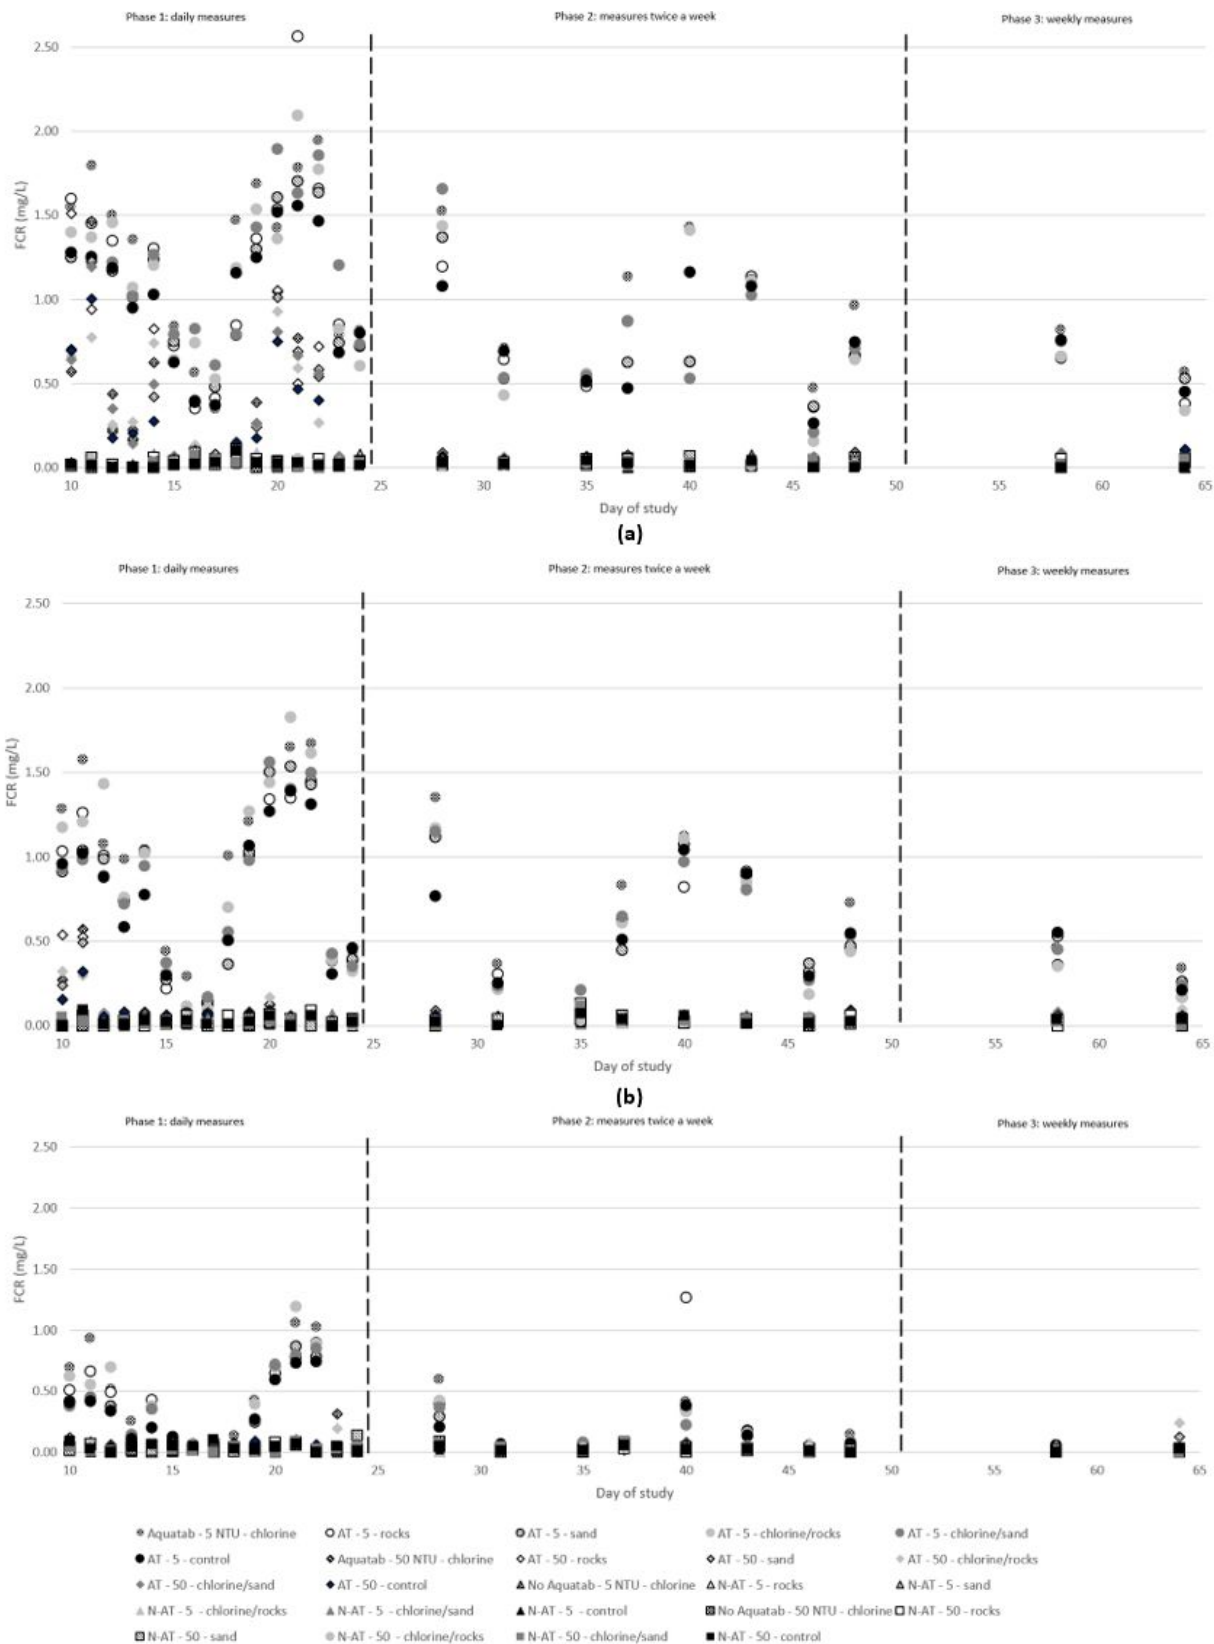 Phase 1: daily measures Phase 2: measures twice a week Phase 3: weekly measures
2.50
2.00
1.50
1.00
0.50
0.00
FCR (mg/L)
10 15 20 25 30 35 40 45 50 55 60 65
Day of study
(a)
Phase 1: daily measures Phase 2: measures twice a week Phase 3: weekly measures
2.50
2.00
1.50
1.00
0.50
0.00
FCR (mg/L)
10 15 20 25 30 35 40 45 50 55 60 65
Day of study
(b)
Phase 1: daily measures Phase 2: measures twice a week Phase 3: weekly measures
2.50
2.00
1.50
1.00
0.50
0.00
FCR (mg/L)
10 15 20 25 30 35 40 45 50 55 60 65
Day of study
Aquatab - 5 NTU - chlorine AT - 5 - rocks AT - 5 - sand AT - 5 - chlorine/rocks AT - 5 - chlorine/sand
AT - 5 - control Aquatab - 50 NTU - chlorine AT - 50 - rocks AT - 50 - sand AT - 50 - chlorine/rocks
AT - 50 - chlorine/sand AT - 50 - control No Aquatab - 5 NTU - chlorine N-AT - 5 - rocks N-AT - 5 - sand
N-AT - 5 - chlorine/rocks N-AT - 5 - chlorine/sand N-AT - 5 - control No Aquatab - 50 NTU - chlorine N-AT - 50 - rocks
N-AT - 50 - sand N-AT - 50 - chlorine/rocks N-AT - 50 - chlorine/sand N-AT - 50 - control